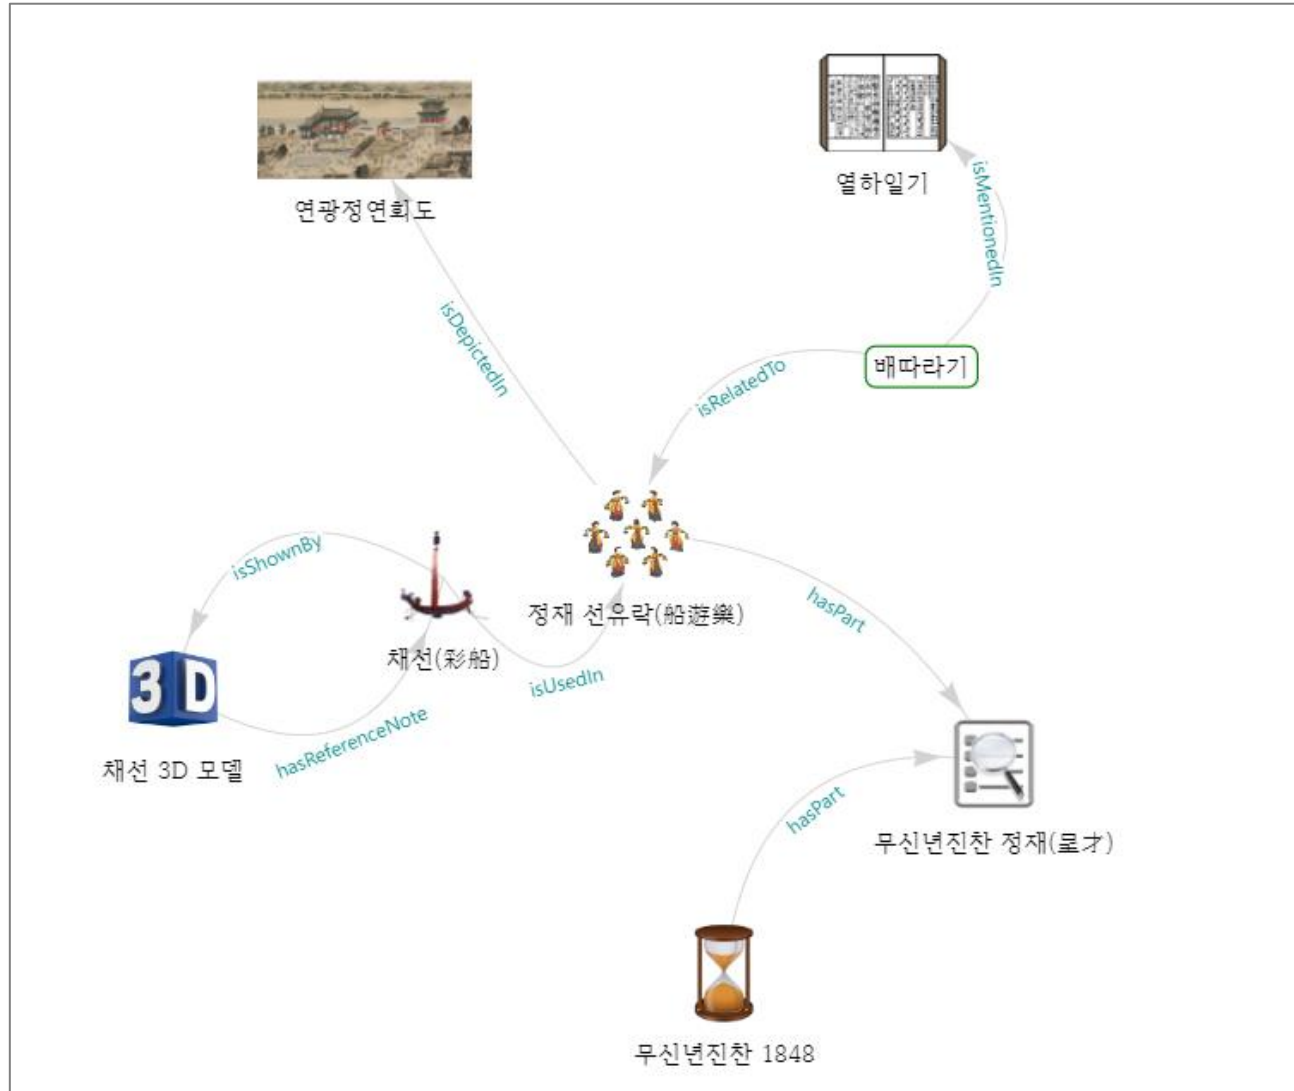 연광정연회도
열하일기
isMentionedIn
isDepictedIn
배따라기
isRelatedTo
isShownBy
정재 선유락(船遊樂)
hasPart
채선(彩船)
isUsedIn
3D
hasReferenceNote
채선 3D 모델
hasPart
무신년진찬 정재(呈才)
무신년진찬 1848